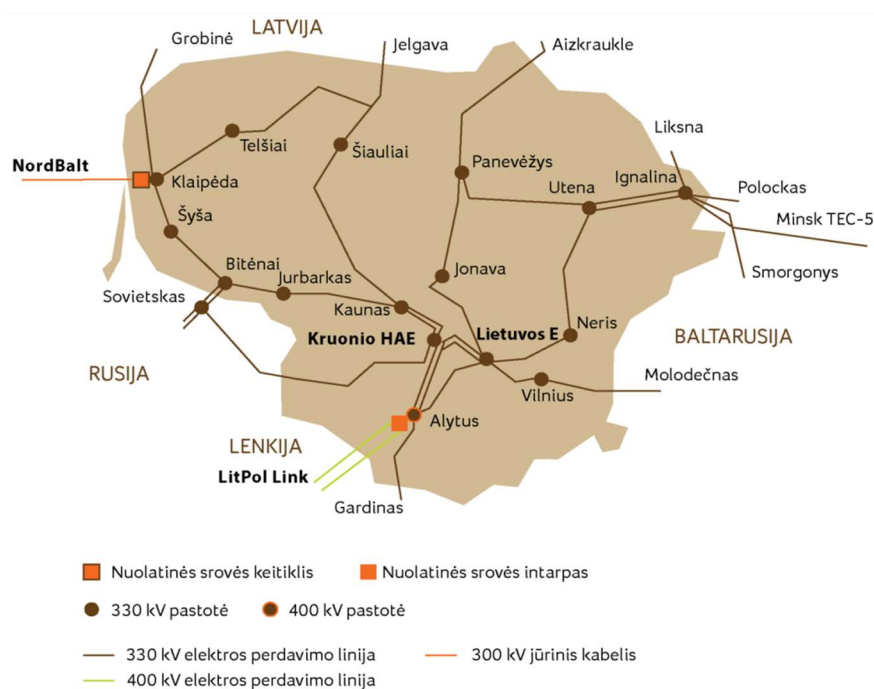 LATVIJA
Grobinė
Jelgava
Aizkraukle
Telšiai
Šiauliai
Liksna
NordBalt
Klaipėda
Panevėžys
Utena
Ignalina
Polockas
Minsk TEC-5
Šyša
Bitėnai
Jurbarkas
Jonava
Smorgonys
Sovietskas
Kaunas
Kruonio HAE
Lietuvos E
Neris
BALTARUSIJA
RUSIJA
Vilnius
Molodečnas
Alytus
LENKIJA
LitPol Link
Gardinas
Nuolatinės srovės keitiklis
Nuolatinės srovės intarpas
330 kV pastotė
400 kV pastotė
330 kV elektros perdavimo linija
300 kV jūrinis kabelis
400 kV elektros perdavimo linija